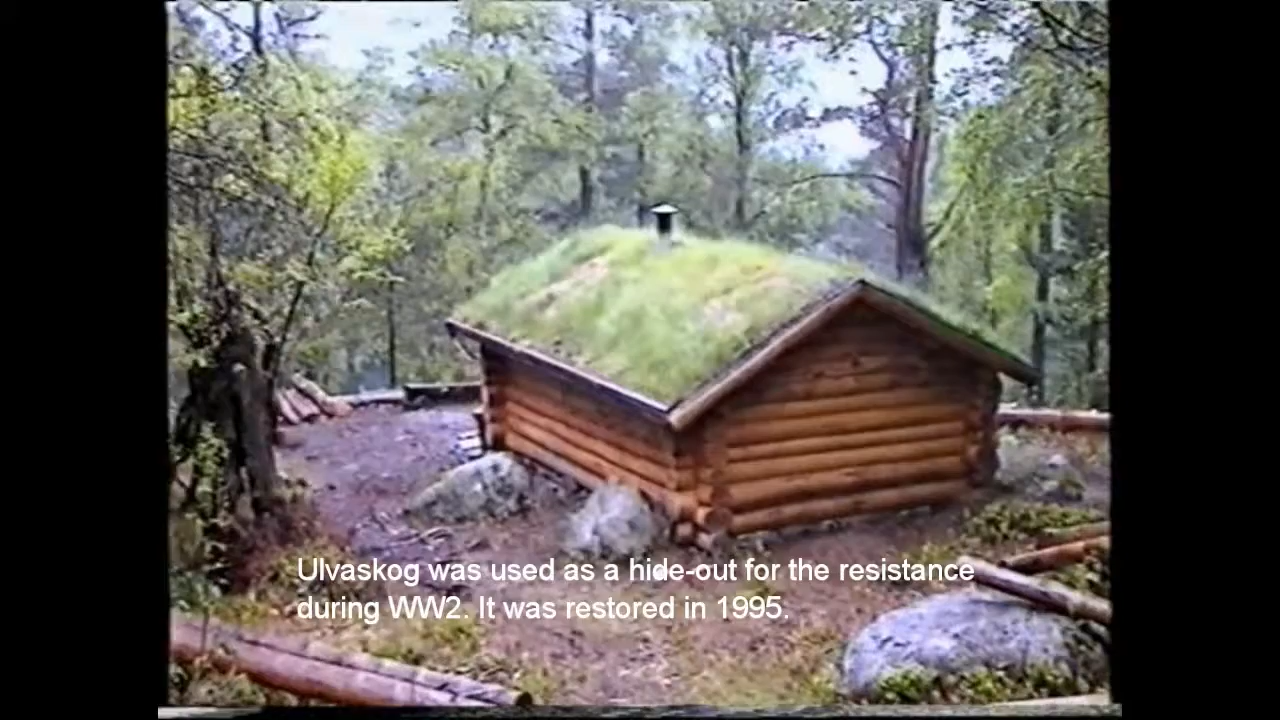 Ulvaskog was used as a hide-out for the resistance
during WW2. It was restored in 1995.